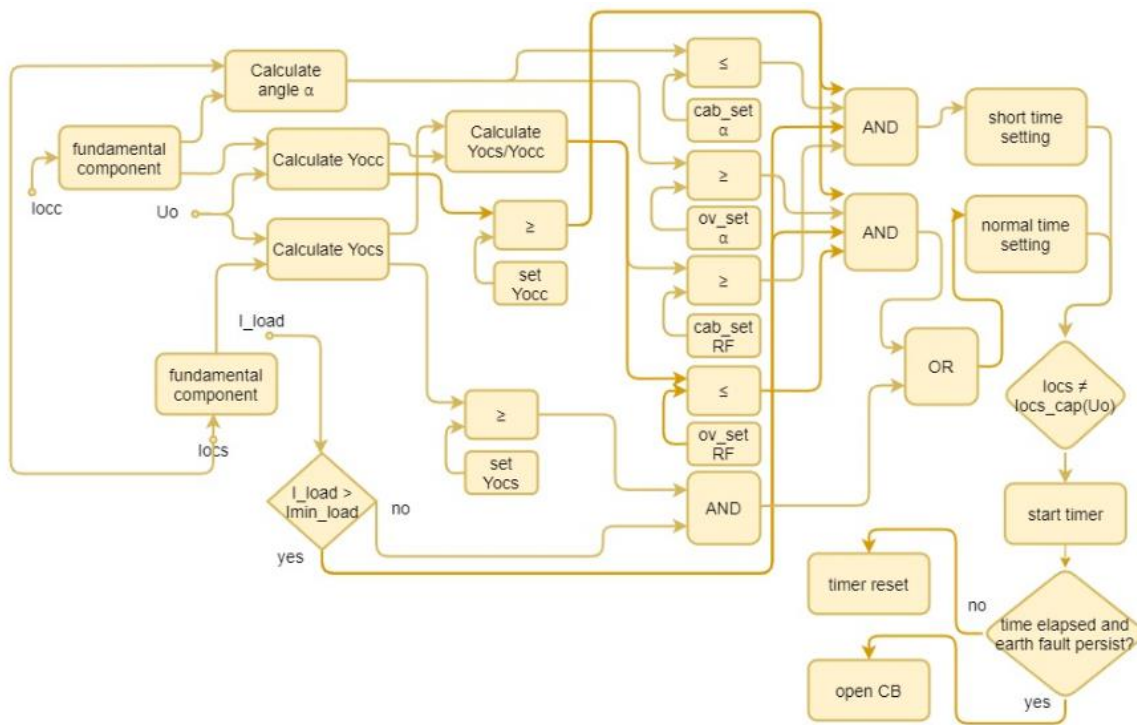 Calculate
angle α
≤
cab_set
α
AND
short time
setting
fundamental
component
Calculate Yocc
Calculate
Yocs/Yocc
≥
Iocc
Uo
≥
ov_set
α
AND
normal time
setting
Calculate Yocs
set
Yocc
≥
I_load
cab_set
RF
fundamental
component
OR
≤
Iocs ≠
Iocs_cap(Uo)
≥
Iocs
ov_set
RF
set
Yocs
I_load >
Imin_load
no
AND
start timer
yes
timer reset
no
time elapsed and
earth fault persist?
open CB
yes